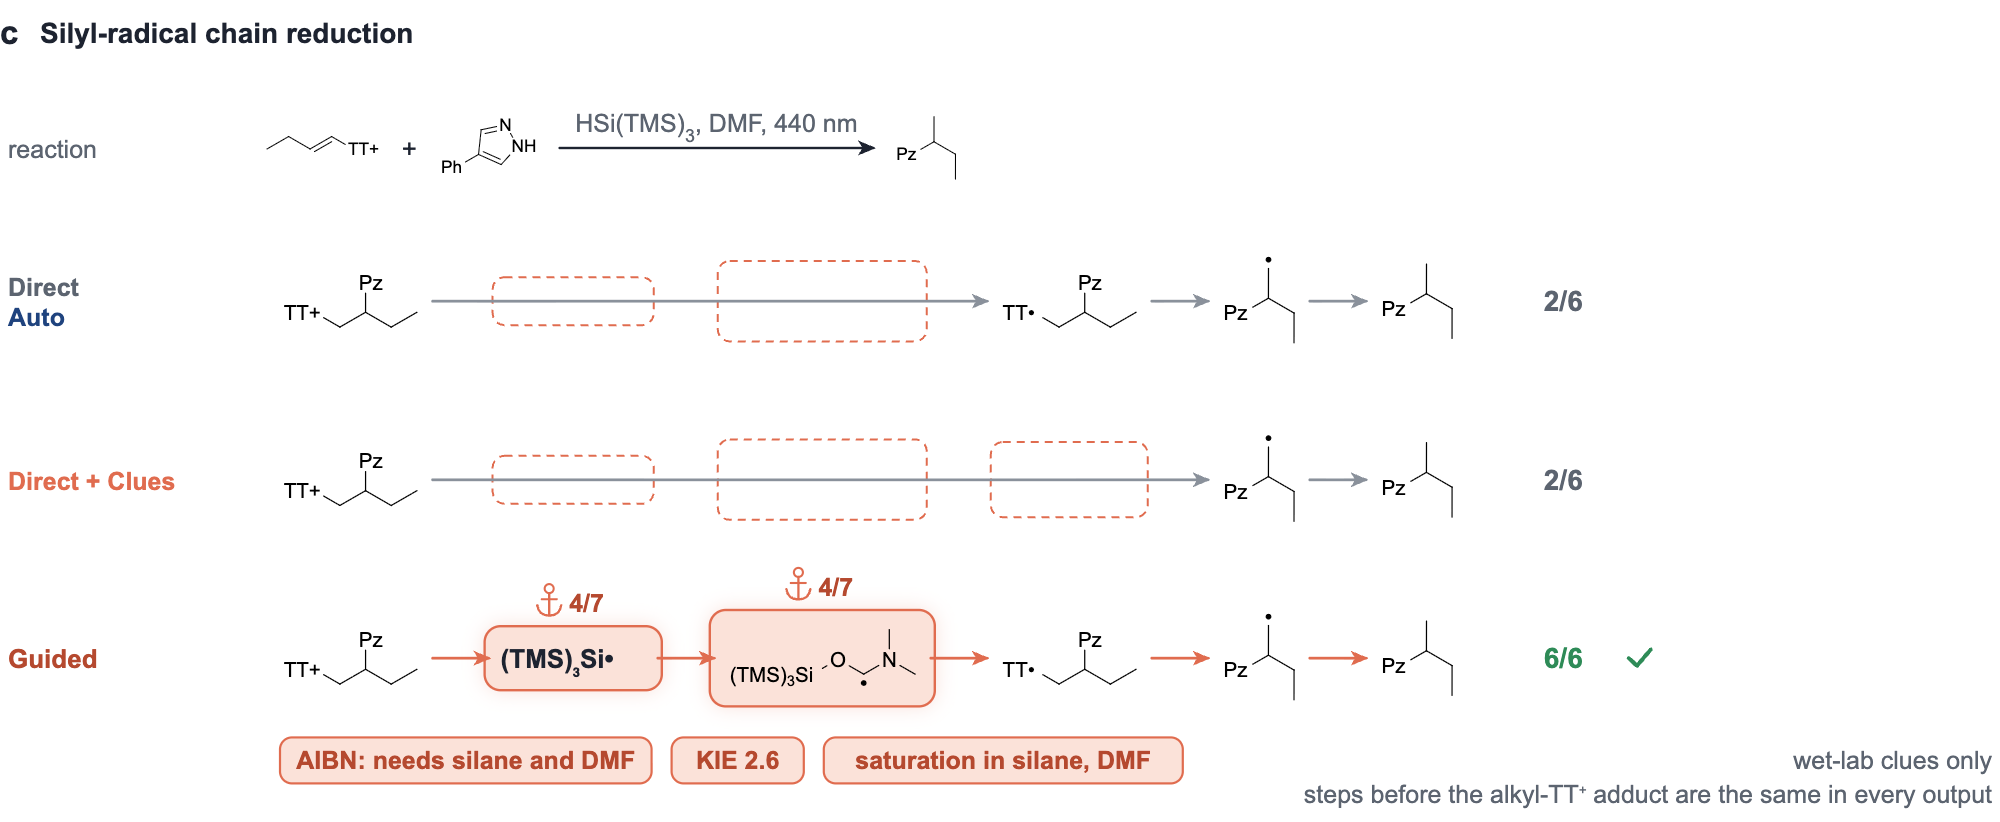 c Silyl-radical chain reduction
reaction
TT+
+
Ph
N
NH
HSi(TMS)₃, DMF, 440 nm
Pz
Direct
Auto
Pz
TT+
Pz
TT•
Pz
Pz
2/6
Direct + Clues
Pz
TT+
Pz
Pz
2/6
Guided
Pz
TT+
4/7
(TMS)₃Si•
4/7
(TMS)₃Si
O
N
Pz
TT•
Pz
Pz
6/6
AIBN: needs silane and DMF
KIE 2.6
saturation in silane, DMF
wet-lab clues only
steps before the alkyl-TT⁺ adduct are the same in every output